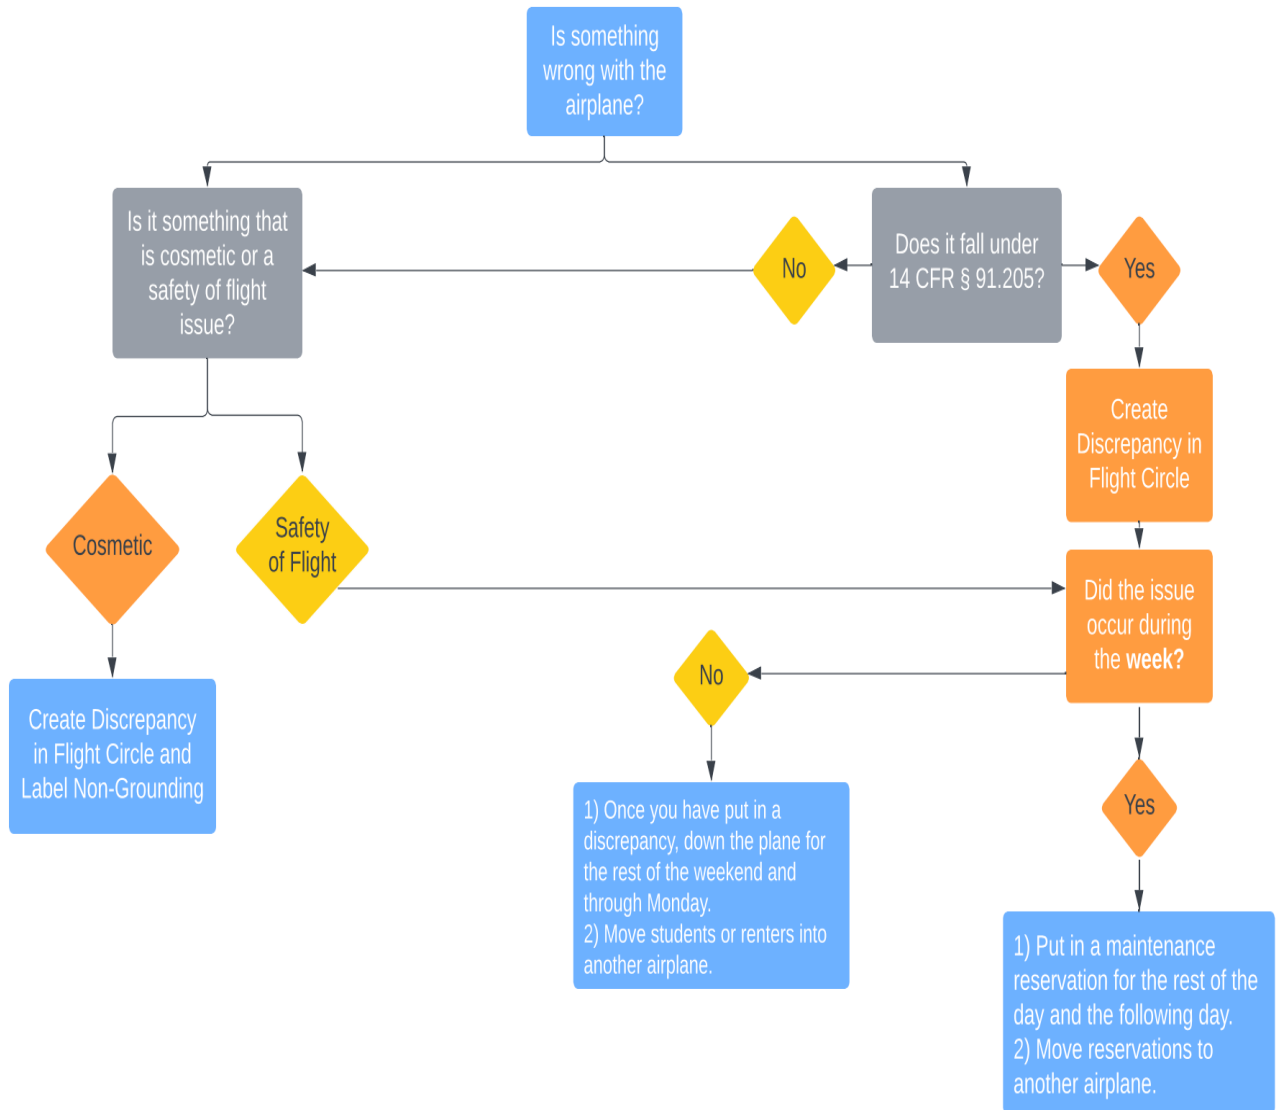 Is something
wrong with the
airplane?
Is it something that
is cosmetic or a
safety of flight
issue?
No
Does it fall under
14 CFR § 91.205?
Yes
Create
Discrepancy in
Flight Circle
Cosmetic
Safety
of Flight
Did the issue
occur during
the week?
No
Create Discrepancy
in Flight Circle and
Label Non-Grounding
Yes
1) Once you have put in a
discrepancy, down the plane for
the rest of the weekend and
through Monday.
2) Move students or renters into
another airplane.
1) Put in a maintenance
reservation for the rest of the
day and the following day.
2) Move reservations to
another airplane.